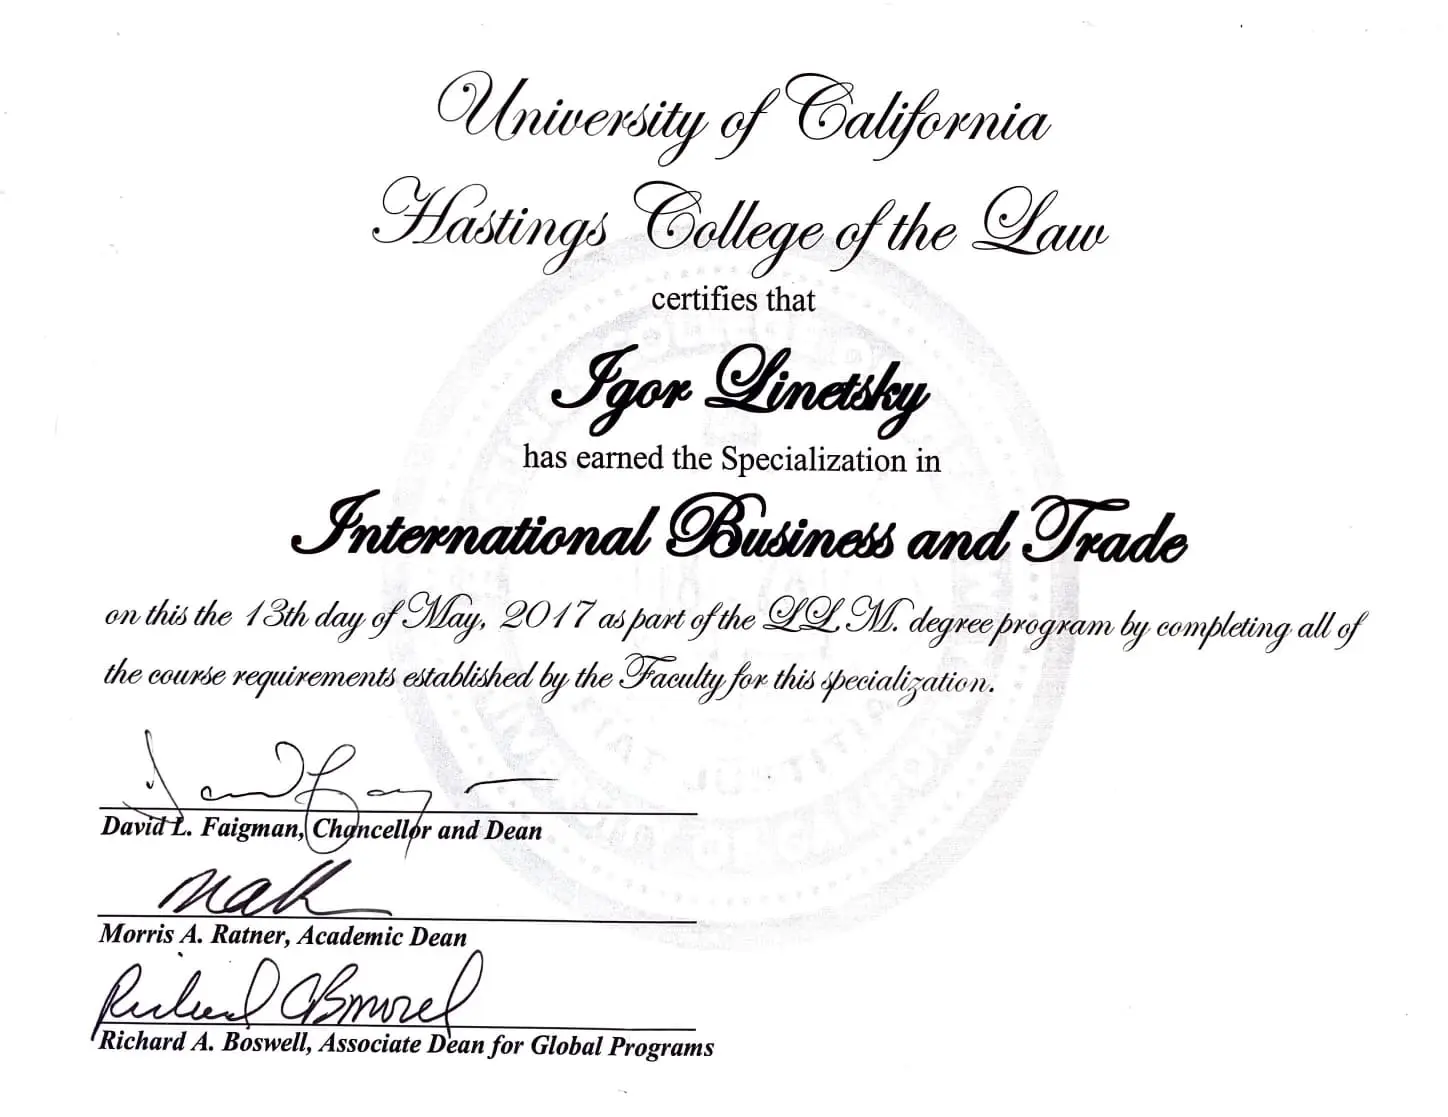 University of California
Hastings College of the Law
certifies that
Igor Linetsky
has earned the Specialization in
International Business and Trade
on this the 13th day of May, 2017 as part of the LL.M. degree program by completing all of
the course requirements established by the Faculty for this specialization.
David L. Faigman, Chancellor and Dean
Morris A. Ratner, Academic Dean
Richard A. Boswell, Associate Dean for Global Programs